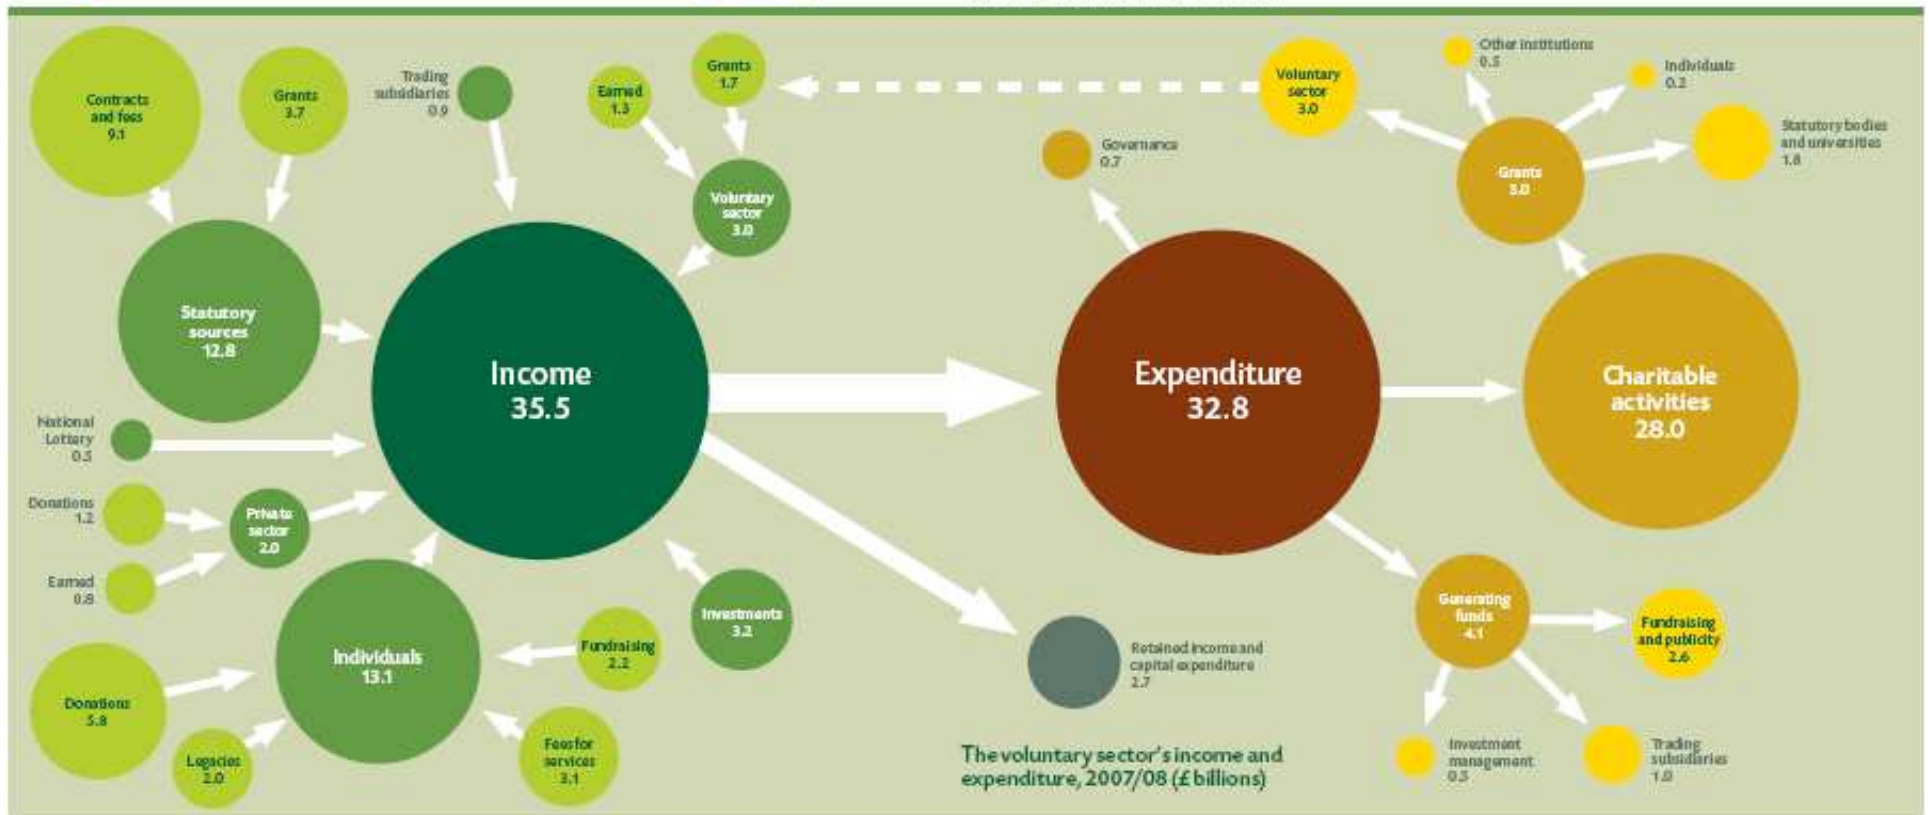 Contracts
and fees
9.1
Grants
3.7
Trading
subsidiaries
0.9
Earned
1.3
Grants
1.7
Voluntary
sector
3.0
Statutory
sources
12.8
Income
35.5
National
Lottery
0.5
Donations
1.2
Private
sector
2.0
Earned
0.8
Individuals
13.1
Donations
5.8
Legacies
2.0
Fundraising
2.2
Fees for
services
3.1
Investments
3.2
Voluntary
sector
3.0
Other institutions
Individuals
0.2
Statutory bodies
and universities
1.8
Grants
5.0
Governance
0.7
Expenditure
32.8
Charitable
activities
28.0
Generating
funds
4.1
Fundraising
and publicity
2.6
Investment
management
0.5
Trading
subsidiaries
1.0
Retained income and
capital expenditure
2.7
The voluntary sector's income and
expenditure, 2007/08 (£ billions)